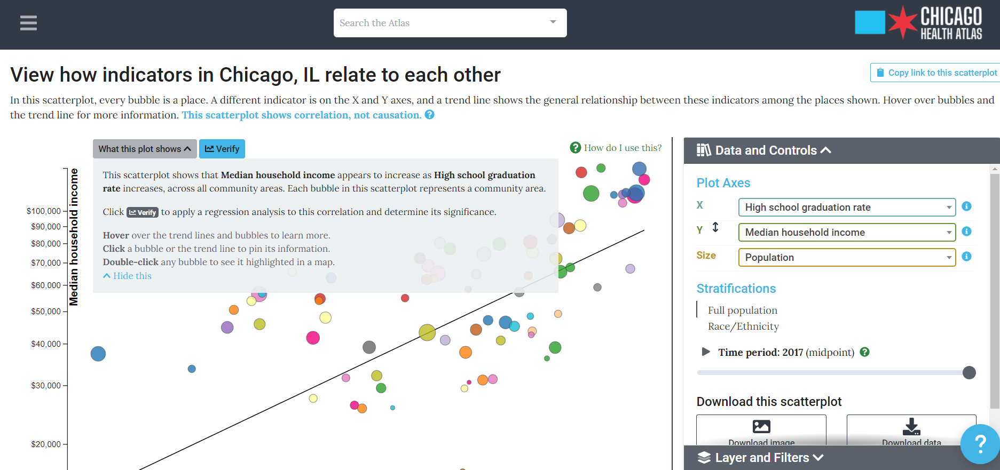 Search the Atlas
CHICAGO
HEALTH ATLAS
View how indicators in Chicago, IL relate to each other
Copy link to this scatterplot
In this scatterplot, every bubble is a place. A different indicator is on the X and Y axes, and a trend line shows the general relationship between these indicators among the places shown. Hover over bubbles and
the trend line for more information. This scatterplot shows correlation, not causation. ?
What this plot shows
Verify
? How do I use this?
This scatterplot shows that Median household income appears to increase as High school graduation
rate increases, across all community areas. Each bubble in this scatterplot represents a community area.
Click Verify to apply a regression analysis to this correlation and determine its significance.
Hover over the trend lines and bubbles to learn more.
Click a bubble or the trend line to pin its information.
Double-click any bubble to see it highlighted in a map.
Hide this
Median household income
$100,000
$90,000
$80,000
$70,000
$60,000
$50,000
$40,000
$30,000
$20,000
Data and Controls
Plot Axes
X
High school graduation rate
i
Y
Median household income
i
Size
Population
i
Stratifications
Full population
Race/Ethnicity
Time period: 2017 (midpoint) ?
Download this scatterplot
Download image
Download data
?
Layer and Filters